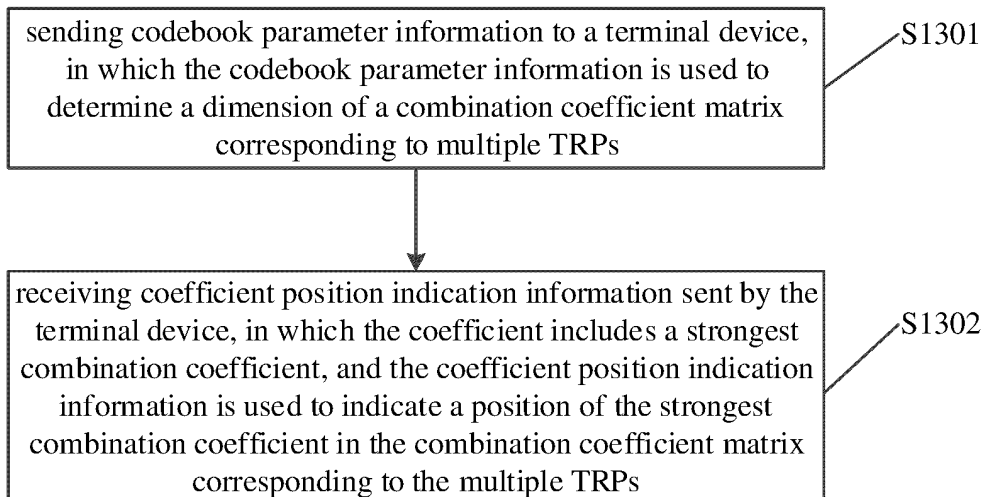 sending codebook parameter information to a terminal device,
in which the codebook parameter information is used to
determine a dimension of a combination coefficient matrix
corresponding to multiple TRPs
S1301
receiving coefficient position indication information sent by the
terminal device, in which the coefficient includes a strongest
combination coefficient, and the coefficient position indication
information is used to indicate a position of the strongest
combination coefficient in the combination coefficient matrix
corresponding to the multiple TRPs
S1302